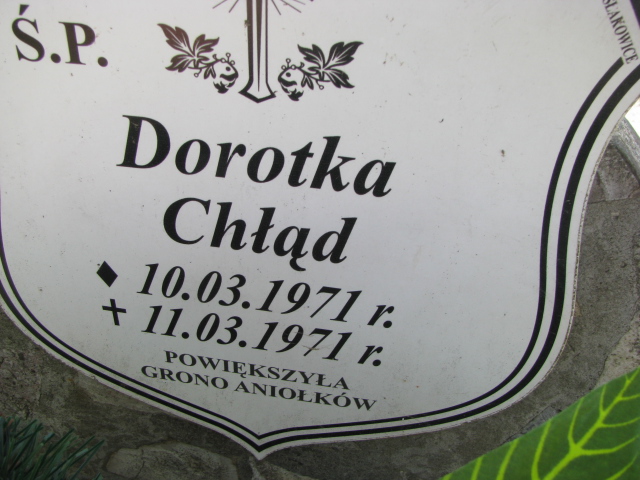 Ś.P.
Dorotka
Chłąd
♦ 10.03.1971 r.
✝ 11.03.1971 r.
POWIĘKSZYŁA
GRONO ANIOŁKÓW